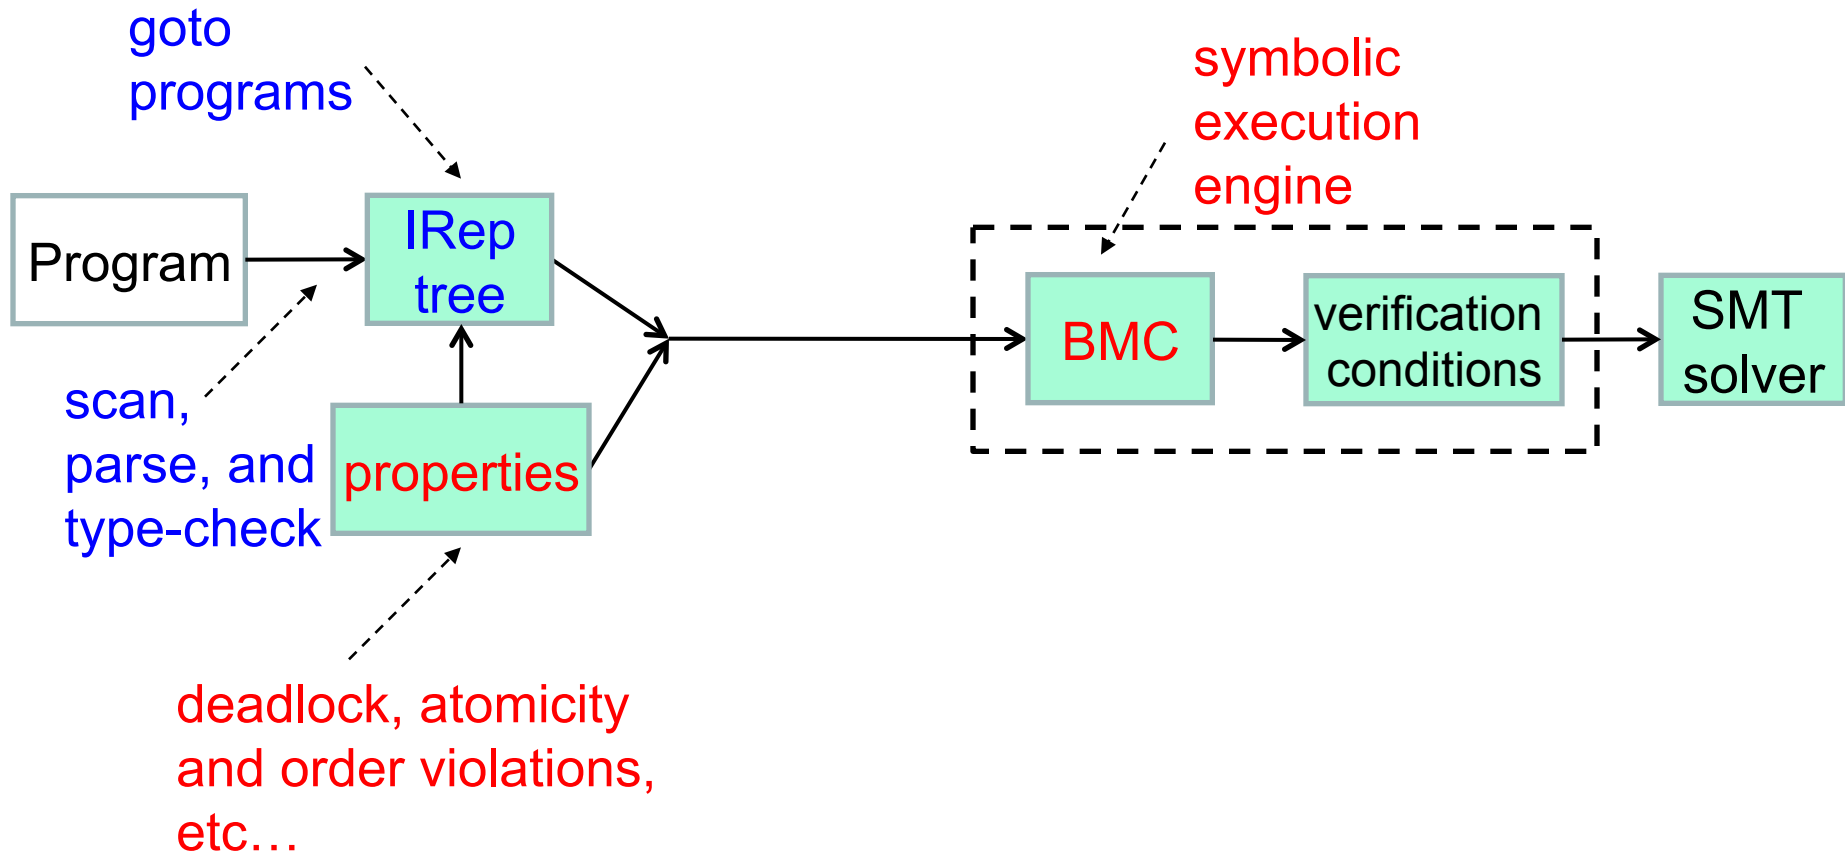 goto
programs
symbolic
execution
engine
Program
IRep
tree
BMC
verification
conditions
SMT
solver
scan,
parse, and
type-check
properties
deadlock, atomicity
and order violations,
etc…